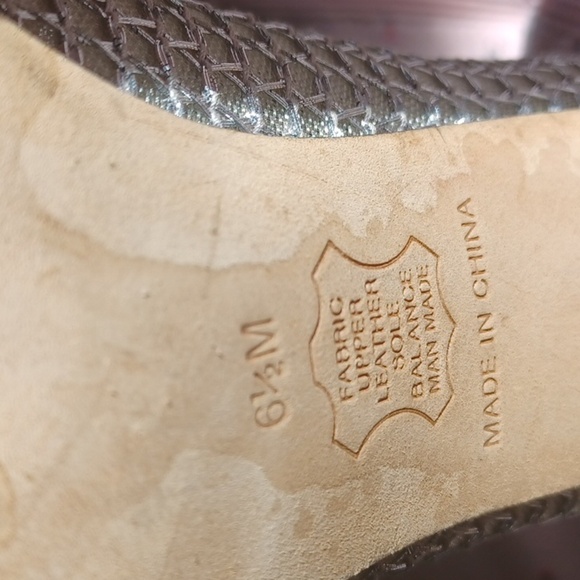 6½M
FABRIC
UPPER
LEATHER
SOLE
BALANCE
MAN MADE
MADE IN CHINA